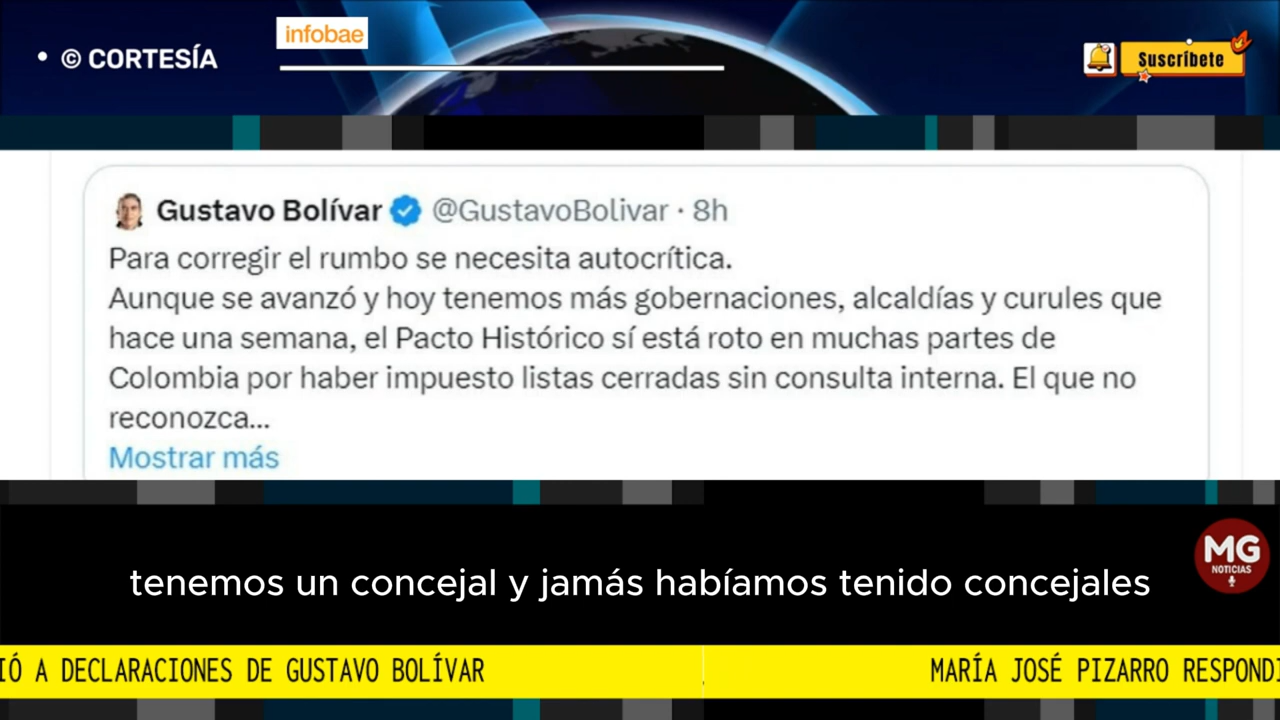 infobae
• © CORTESÍA
Suscríbete
Gustavo Bolívar @GustavoBolivar · 8h
Para corregir el rumbo se necesita autocrítica.
Aunque se avanzó y hoy tenemos más gobernaciones, alcaldías y curules que
hace una semana, el Pacto Histórico sí está roto en muchas partes de
Colombia por haber impuesto listas cerradas sin consulta interna. El que no
reconozca...
Mostrar más
MG
NOTICIAS
tenemos un concejal y jamás habíamos tenido concejales
IÓ A DECLARACIONES DE GUSTAVO BOLÍVAR
MARÍA JOSÉ PIZARRO RESPONDI